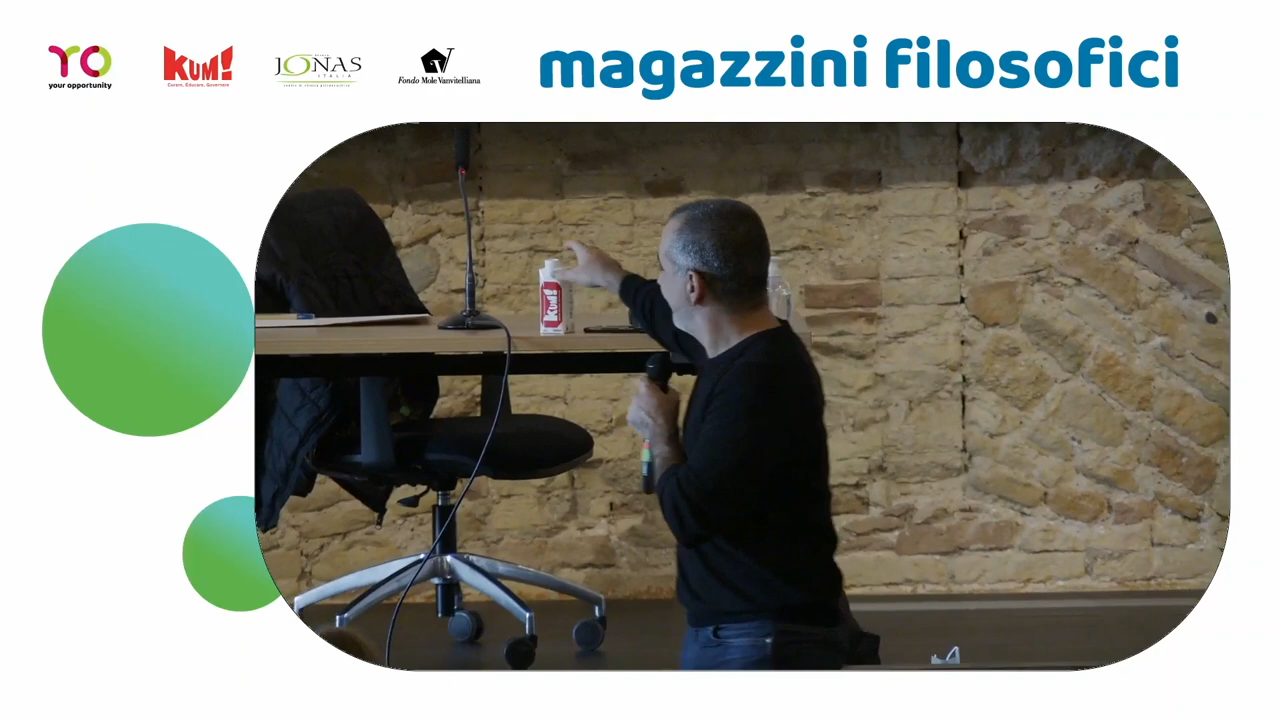 magazzini filosofici
YO
your opportunity
KUM!
Curare, Educare, Governare
JONAS
ITALIA
Fondo Mole Vanvitelliana
KUM!